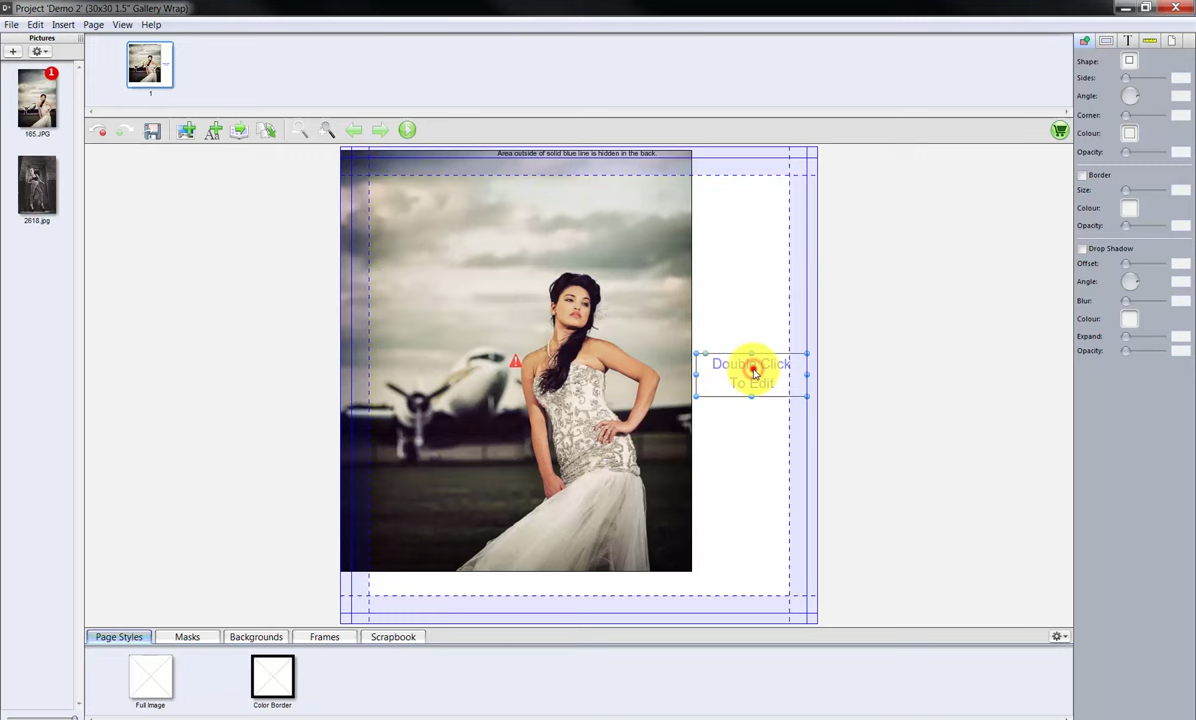 Project 'Demo 2' (30x30 1.5" Gallery Wrap)
File Edit Insert Page View Help
Pictures
1
165.JPG
2618.jpg
1
Area outside of solid blue line is hidden in the back.
Double Click
To Edit
Shape:
Sides:
Angle:
Corner:
Colour:
Opacity:
Border
Size:
Colour:
Opacity:
Drop Shadow
Offset:
Angle:
Blur:
Colour:
Expand:
Opacity:
Page Styles Masks Backgrounds Frames Scrapbook
Full Image Color Border